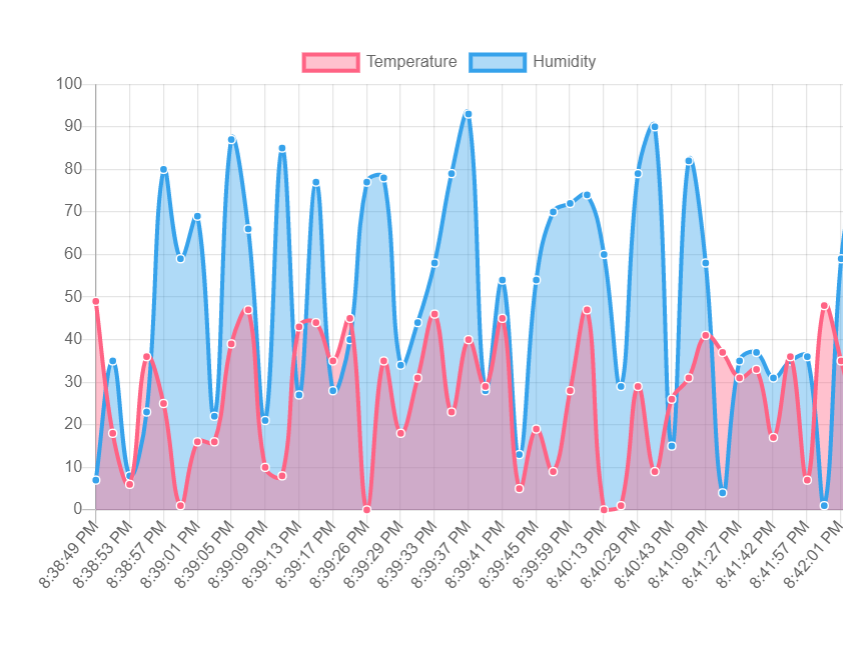 Temperature Humidity
100
90
80
70
60
50
40
30
20
10
0
8:38:49 PM
8:38:53 PM
8:38:57 PM
8:39:01 PM
8:39:05 PM
8:39:09 PM
8:39:13 PM
8:39:17 PM
8:39:26 PM
8:39:29 PM
8:39:33 PM
8:39:37 PM
8:39:41 PM
8:39:45 PM
8:39:59 PM
8:40:13 PM
8:40:29 PM
8:40:43 PM
8:41:09 PM
8:41:27 PM
8:41:42 PM
8:41:57 PM
8:42:01 PM